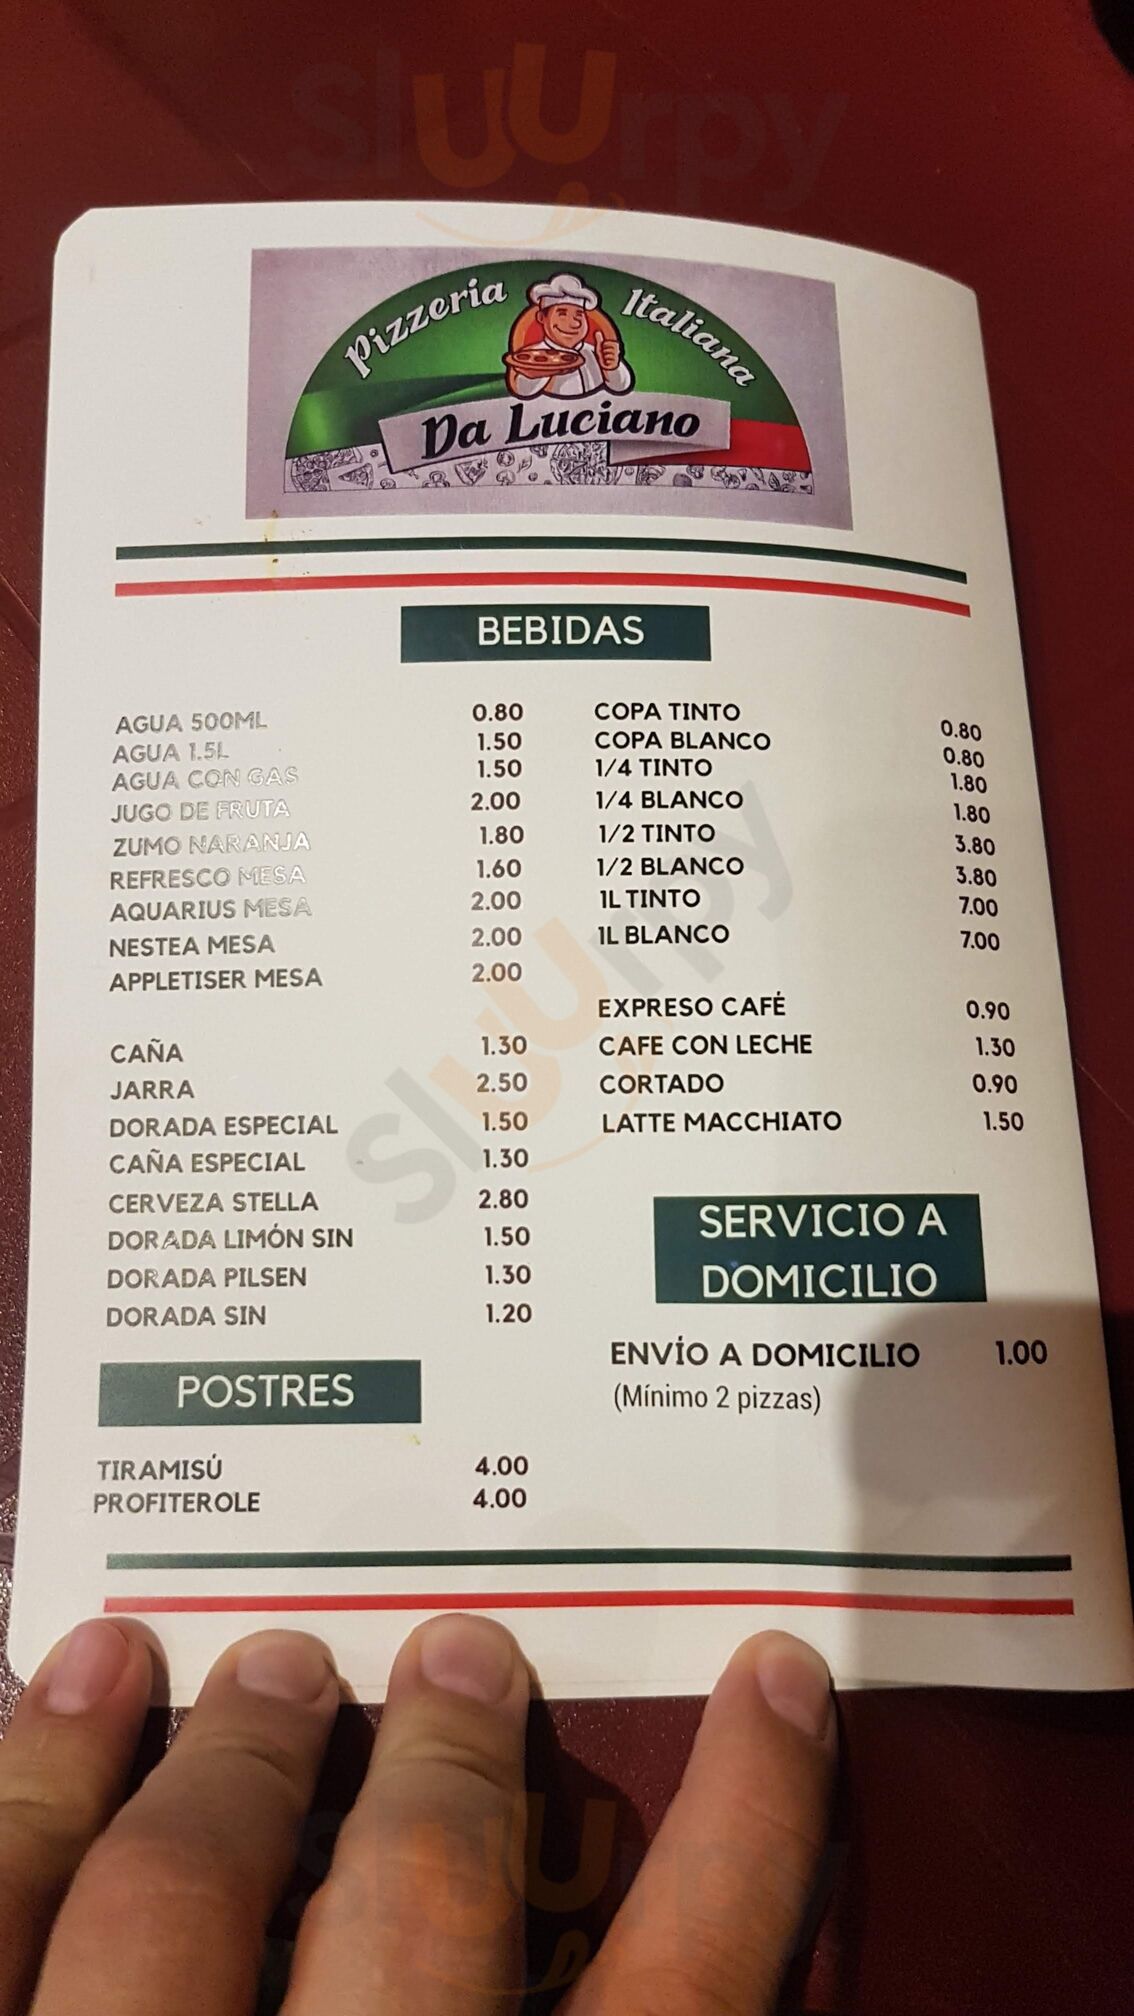 Sluurpy
Pizzeria Italiana
Da Luciano
BEBIDAS
AGUA 500ML 0.80
AGUA 1.5L 1.50
AGUA CON GAS 1.50
JUGO DE FRUTA 2.00
ZUMO NARANJA 1.80
REFRESCO MESA 1.60
AQUARIUS MESA 2.00
NESTEA MESA 2.00
APPLETISER MESA 2.00
CAÑA 1.30
JARRA 2.50
DORADA ESPECIAL 1.50
CAÑA ESPECIAL 1.30
CERVEZA STELLA 2.80
DORADA LIMÓN SIN 1.50
DORADA PILSEN 1.30
DORADA SIN 1.20
COPA TINTO 0.80
COPA BLANCO 0.80
1/4 TINTO 1.80
1/4 BLANCO 1.80
1/2 TINTO 3.80
1/2 BLANCO 3.80
1L TINTO 7.00
1L BLANCO 7.00
EXPRESO CAFÉ 0.90
CAFE CON LECHE 1.30
CORTADO 0.90
LATTE MACCHIATO 1.50
SERVICIO A
DOMICILIO
ENVÍO A DOMICILIO 1.00
(Mínimo 2 pizzas)
POSTRES
TIRAMISÚ 4.00
PROFITEROLE 4.00
Sluurpy
Sluurpy